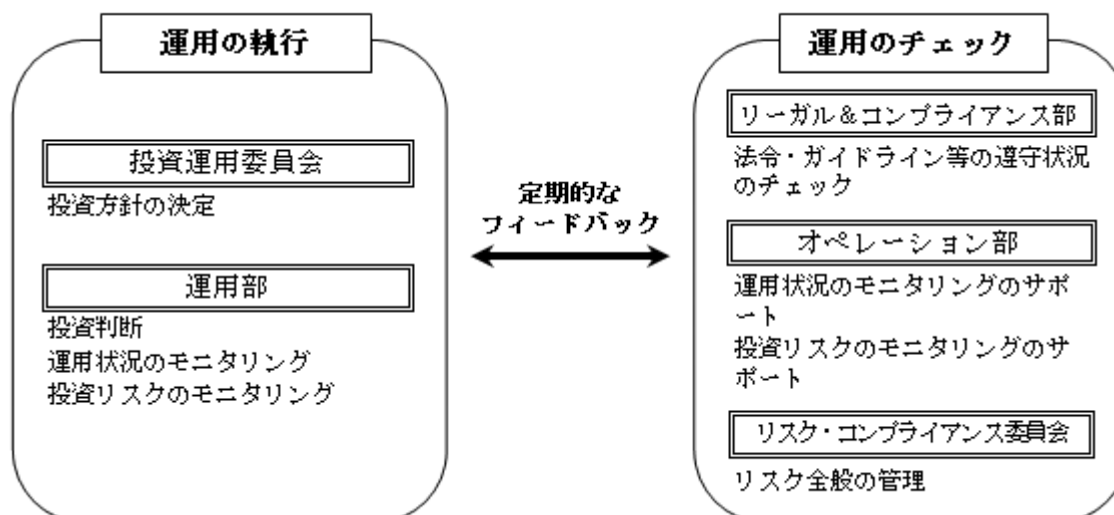 運用の執行
投資運用委員会
投資方針の決定
運用部
投資判断
運用状況のモニタリング
投資リスクのモニタリング
定期的な
フィードバック
運用のチェック
リーガル＆コンプライアンス部
法令・ガイドライン等の遵守状況
のチェック
オペレーション部
運用状況のモニタリングのサポ
ート
投資リスクのモニタリングのサ
ポート
リスク・コンプライアンス委員会
リスク全般の管理